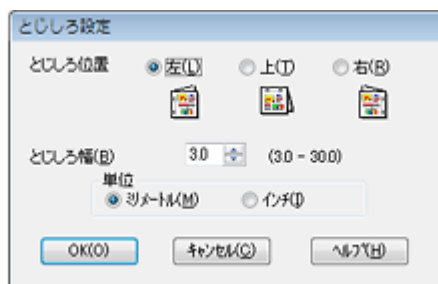 とじしろ設定
とじしろ位置 左(L) 上(T) 右(R)
とじしろ幅(B) 3.0 (3.0 - 30.0)
単位
ミリメートル(M) インチ(I)
OK(O) キャンセル(C) ヘルプ(H)